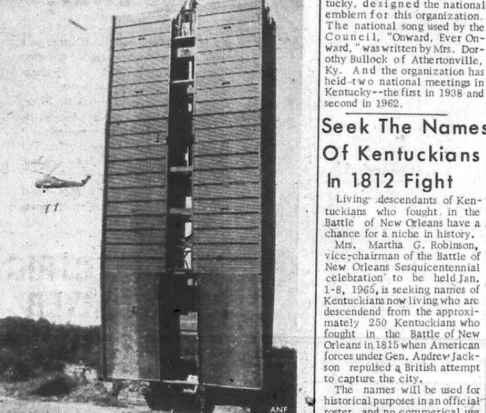 tucky, designed the national
emblem for this organization.
The national song used by the
Council, "Onward, Ever On-
ward, " was written by Mrs. Dor-
othy Bullock of Athertonville,
Ky. And the organization has
held two national meetings in
Kentucky--the first in 1938 and
second in 1962.
Seek The Names
Of Kentuckians
In 1812 Fight
Living descendants of Ken-
tuckians who fought in the
Battle of New Orleans have a
chance for a niche in history.
Mrs. Martha G. Robinson,
vice-chairman of the Battle of
New Orleans Sesquicentennial
celebration to be held Jan.
1-8, 1965, is seeking names of
Kentuckians now living who are
descendend from the approxi-
mately 250 Kentuckians who
fought in the Battle of New
Orleans in 1815 when American
forces under Gen. Andrew Jack-
son repulsed a British attempt
to capture the city.
The names will be used for
historical purposes in an official
roster, and no commerical use
ANF